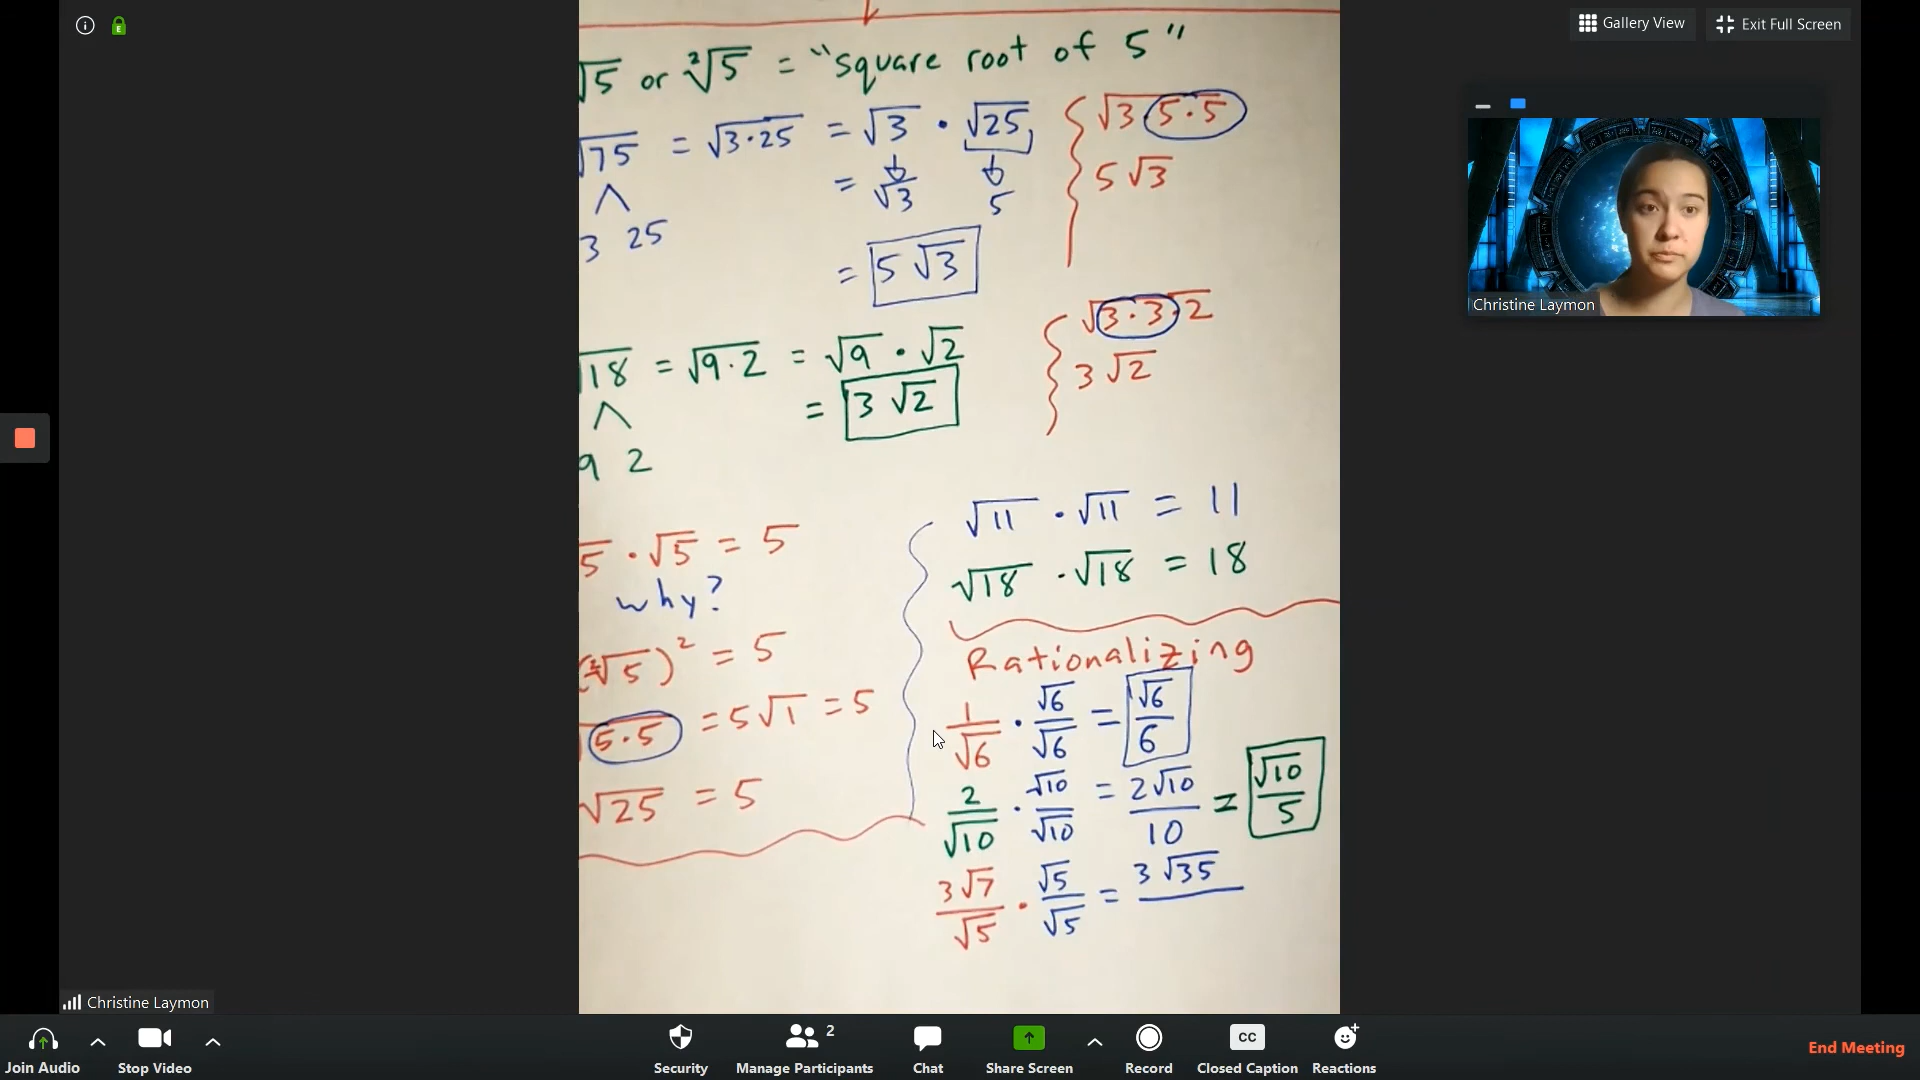 Gallery View
Exit Full Screen
√5 or ²√5 = "square root of 5"
√75 = √3·25 = √3 · √25
= √3 5
3 25
= 5√3
√3·5·5
5√3
√18 = √9·2 = √9 · √2
= 3√2
9 2
√3·3·2
3√2
√5 · √5 = 5
why?
(²√5)² = 5
√5·5 = 5√1 = 5
√25 = 5
√11 · √11 = 11
√18 · √18 = 18
Rationalizing
1/√6 · √6/√6 = √6/6
2/√10 · √10/√10 = 2√10/10 = √10/5
3√7/√5 · √5/√5 = 3√35
Christine Laymon
Christine Laymon
Join Audio
Stop Video
Security
2
Manage Participants
Chat
Share Screen
Record
CC
Closed Caption
Reactions
End Meeting